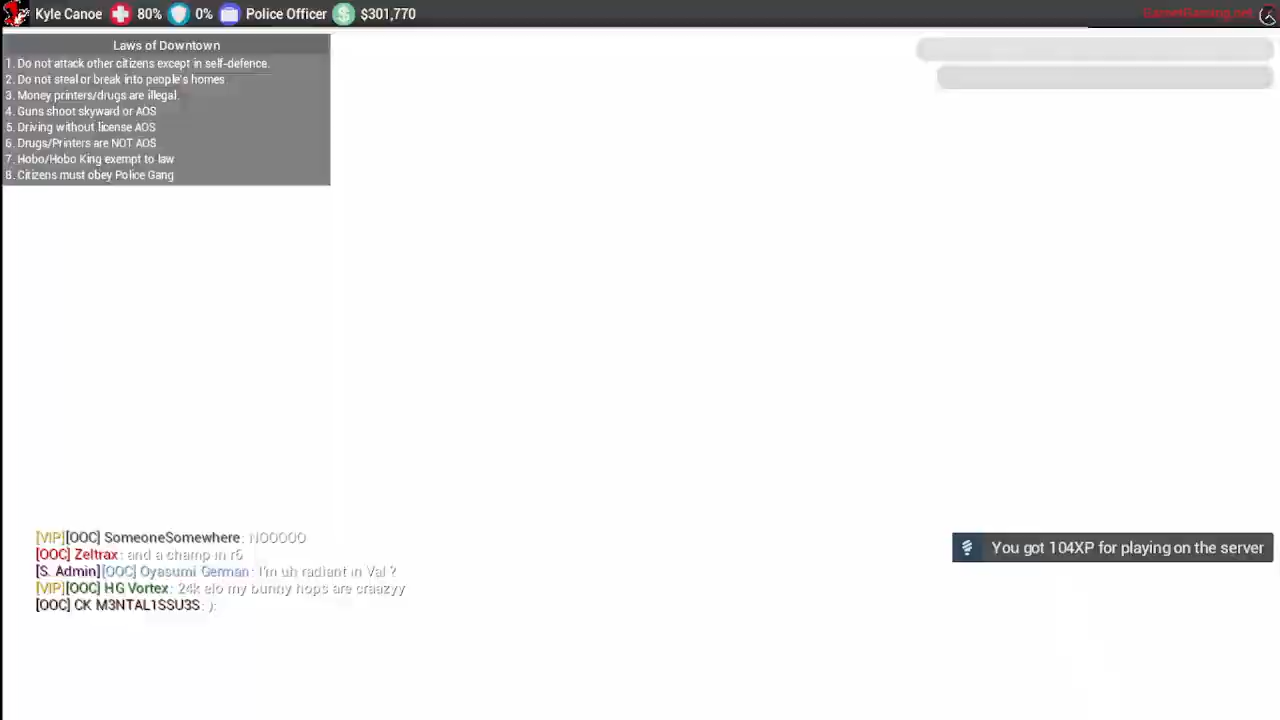 Kyle Canoe 80% 0% Police Officer $301,770
GarnetGaming.net
Laws of Downtown
1. Do not attack other citizens except in self-defence.
2. Do not steal or break into people's homes
3. Money printers/drugs are illegal.
4. Guns shoot skyward or AOS
5. Driving without license AOS
6. Drugs/Printers are NOT AOS
7. Hobo/Hobo King exempt to law
8. Citizens must obey Police Gang
[VIP][OOC] SomeoneSomewhere: NOOOOO
[OOC] Zeltrax: and a champ in r6
[S. Admin][OOC] Oyasumi German: I'm uh radiant in Val ?
[VIP][OOC] HG Vortex: 24k elo my bunny hops are craazyy
[OOC] CK M3NTAL1SSU3S: ):
You got 104XP for playing on the server